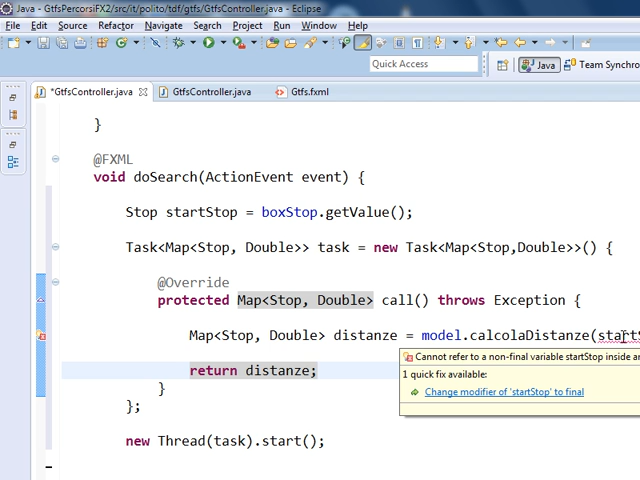 Java - GtfsPercorsiFX2/src/it/polito/tdf/gtfs/GtfsController.java - Eclipse
File Edit Source Refactor Navigate Search Project Run Window Help
Quick Access
Java
Team Synchro
*GtfsController.java
GtfsController.java
Gtfs.fxml
}
@FXML
void doSearch(ActionEvent event) {
Stop startStop = boxStop.getValue();
Task<Map<Stop, Double>> task = new Task<Map<Stop,Double>>() {
@Override
protected Map<Stop, Double> call() throws Exception {
Map<Stop, Double> distanze = model.calcolaDistanze(startS
Cannot refer to a non-final variable startStop inside an
1 quick fix available:
Change modifier of 'startStop' to final
return distanze;
}
};
new Thread(task).start();